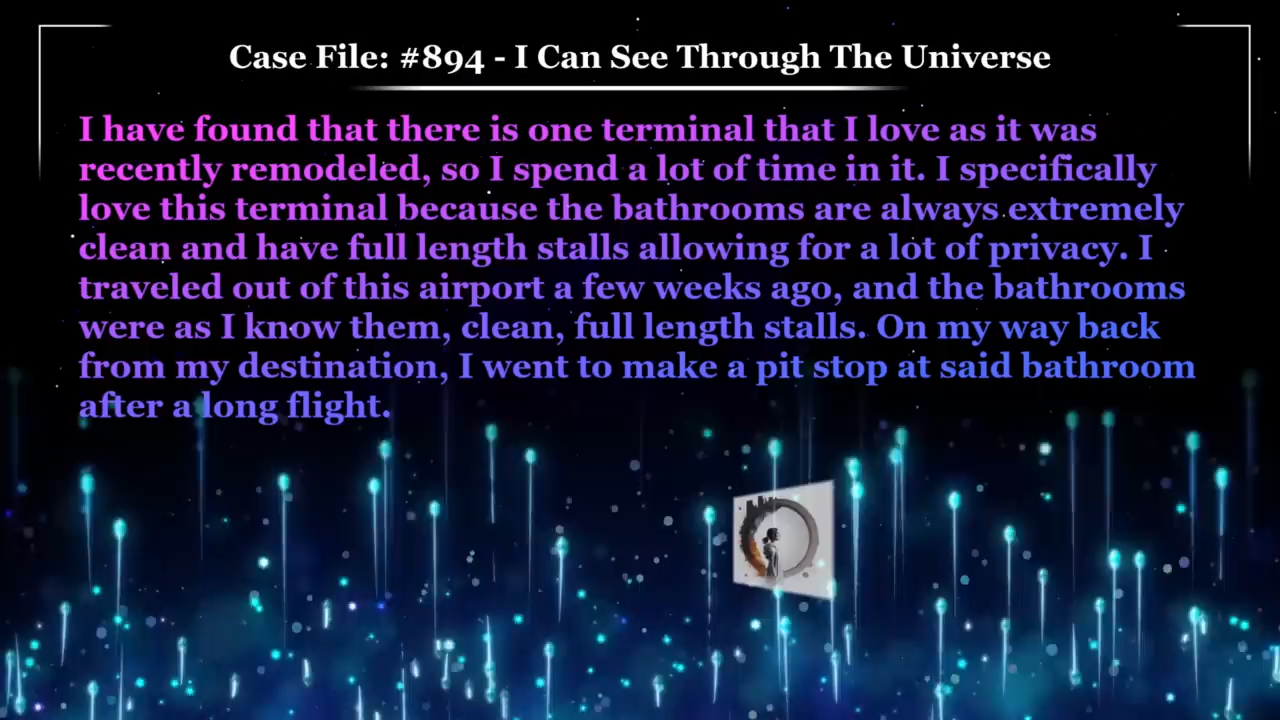 Case File: #894 - I Can See Through The Universe
I have found that there is one terminal that I love as it was
recently remodeled, so I spend a lot of time in it. I specifically
love this terminal because the bathrooms are always extremely
clean and have full length stalls allowing for a lot of privacy. I
traveled out of this airport a few weeks ago, and the bathrooms
were as I know them, clean, full length stalls. On my way back
from my destination, I went to make a pit stop at said bathroom
after a long flight.